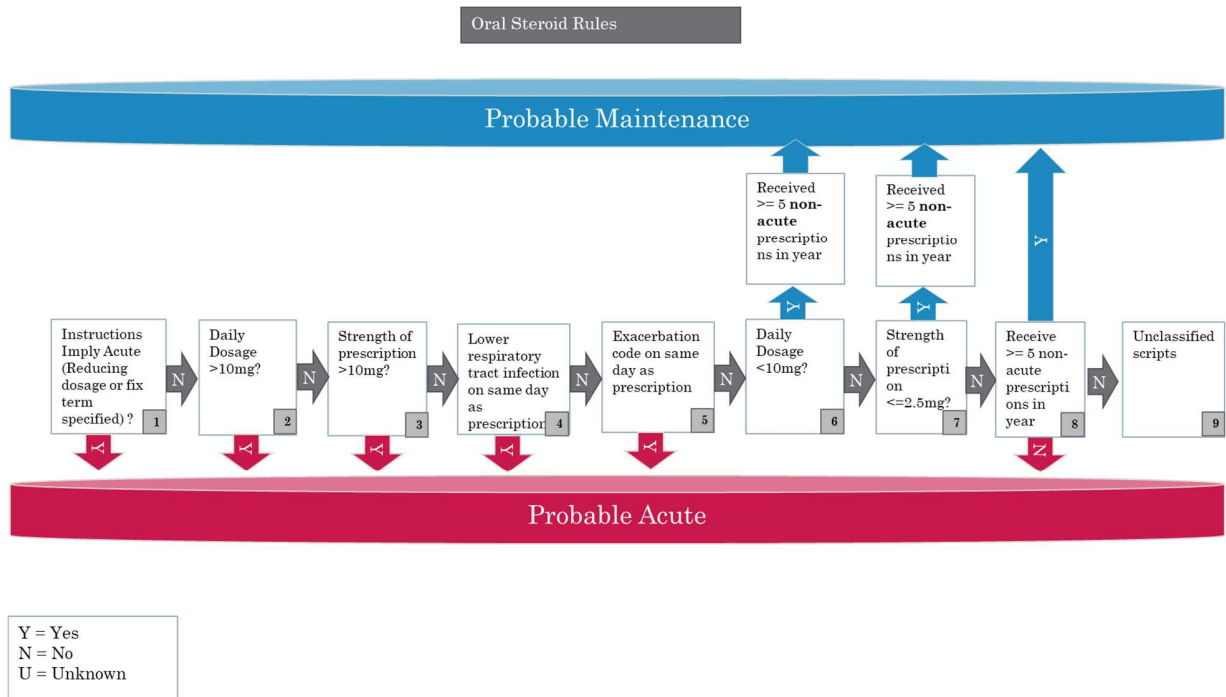 Oral Steroid Rules
Probable Maintenance
Received
>= 5 non-
acute
prescriptio
ns in year
Received
>= 5 non-
acute
prescriptio
ns in year
Y
Y
Y
Instructions
Imply Acute
(Reducing
dosage or fix
term
specified) ?
1
N
Daily
Dosage
>10mg?
2
N
Strength of
prescription
>10mg?
3
N
Lower
respiratory
tract infection
on same day
as
prescription
4
N
Exacerbation
code on same
day as
prescription
5
N
Daily
Dosage
<10mg?
6
N
Strength
of
prescripti
on
<=2.5mg?
7
N
Receive
>= 5 non-
acute
prescripti
ons in
year
8
N
Unclassified
scripts
9
Y
Y
Y
Y
Y
N
Probable Acute
Y = Yes
N = No
U = Unknown